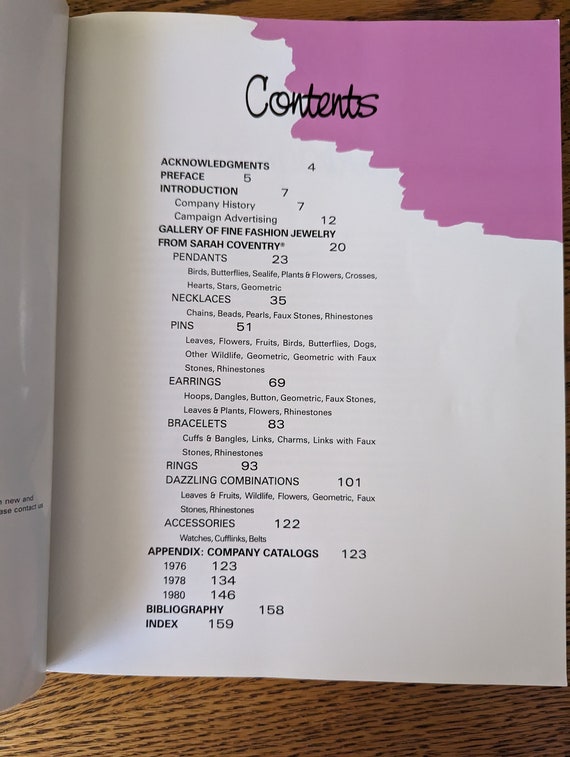 Contents
ACKNOWLEDGMENTS 4
PREFACE 5
INTRODUCTION 7
Company History 7
Campaign Advertising 12
GALLERY OF FINE FASHION JEWELRY
FROM SARAH COVENTRY® 20
PENDANTS 23
Birds, Butterflies, Sealife, Plants & Flowers, Crosses,
Hearts, Stars, Geometric
NECKLACES 35
Chains, Beads, Pearls, Faux Stones, Rhinestones
PINS 51
Leaves, Flowers, Fruits, Birds, Butterflies, Dogs,
Other Wildlife, Geometric, Geometric with Faux
Stones, Rhinestones
EARRINGS 69
Hoops, Dangles, Button, Geometric, Faux Stones,
Leaves & Plants, Flowers, Rhinestones
BRACELETS 83
Cuffs & Bangles, Links, Charms, Links with Faux
Stones, Rhinestones
RINGS 93
DAZZLING COMBINATIONS 101
Leaves & Fruits, Wildlife, Flowers, Geometric, Faux
Stones, Rhinestones
ACCESSORIES 122
Watches, Cufflinks, Belts
APPENDIX: COMPANY CATALOGS 123
1976 123
1978 134
1980 146
BIBLIOGRAPHY 158
INDEX 159
new and
contact us